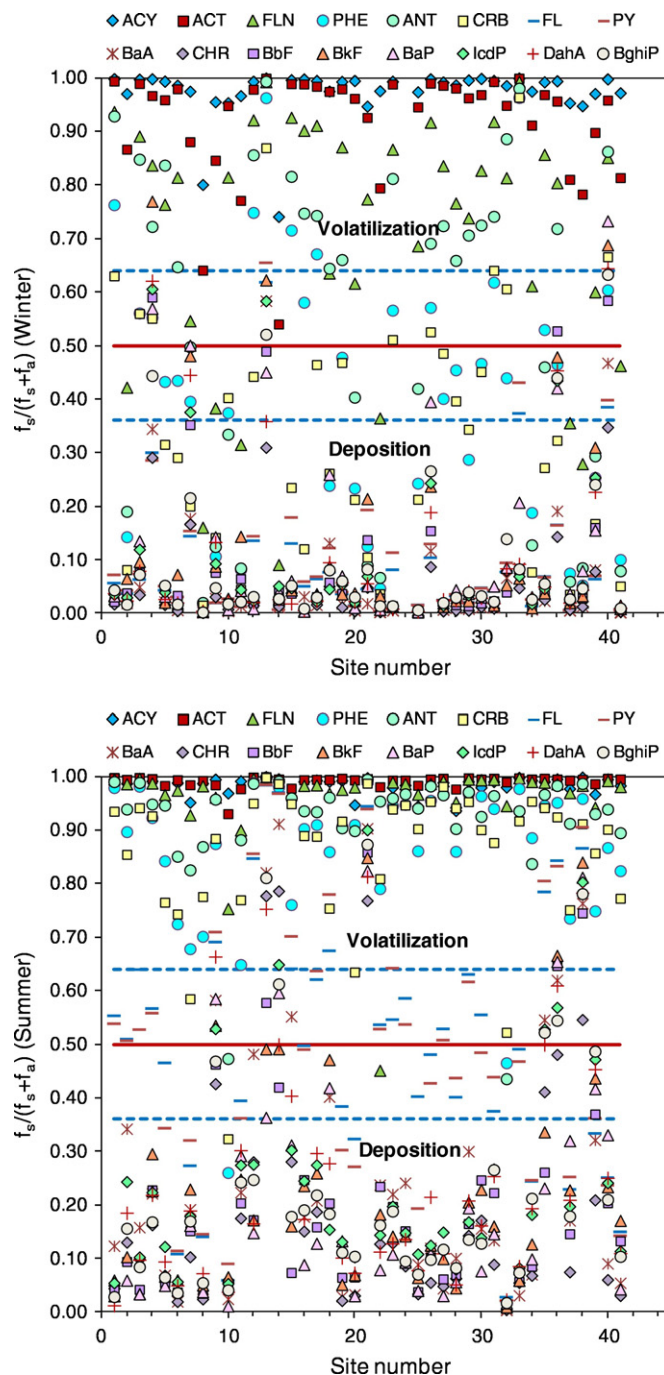 ACY ACT FLN PHE ANT CRB FL PY
BaA CHR BbF BkF BaP IcdP DahA BghiP
1.00
0.90
0.80
Volatilization
0.70
0.60
0.50
0.40
Deposition
0.30
0.20
0.10
0.00
fs/(fs+fa) (Winter)
0 10 20 30 40
Site number
ACY ACT FLN PHE ANT CRB FL PY
BaA CHR BbF BkF BaP IcdP DahA BghiP
1.00
0.90
0.80
0.70
Volatilization
0.60
0.50
0.40
0.30
Deposition
0.20
0.10
0.00
fs/(fs+fa) (Summer)
0 10 20 30 40
Site number